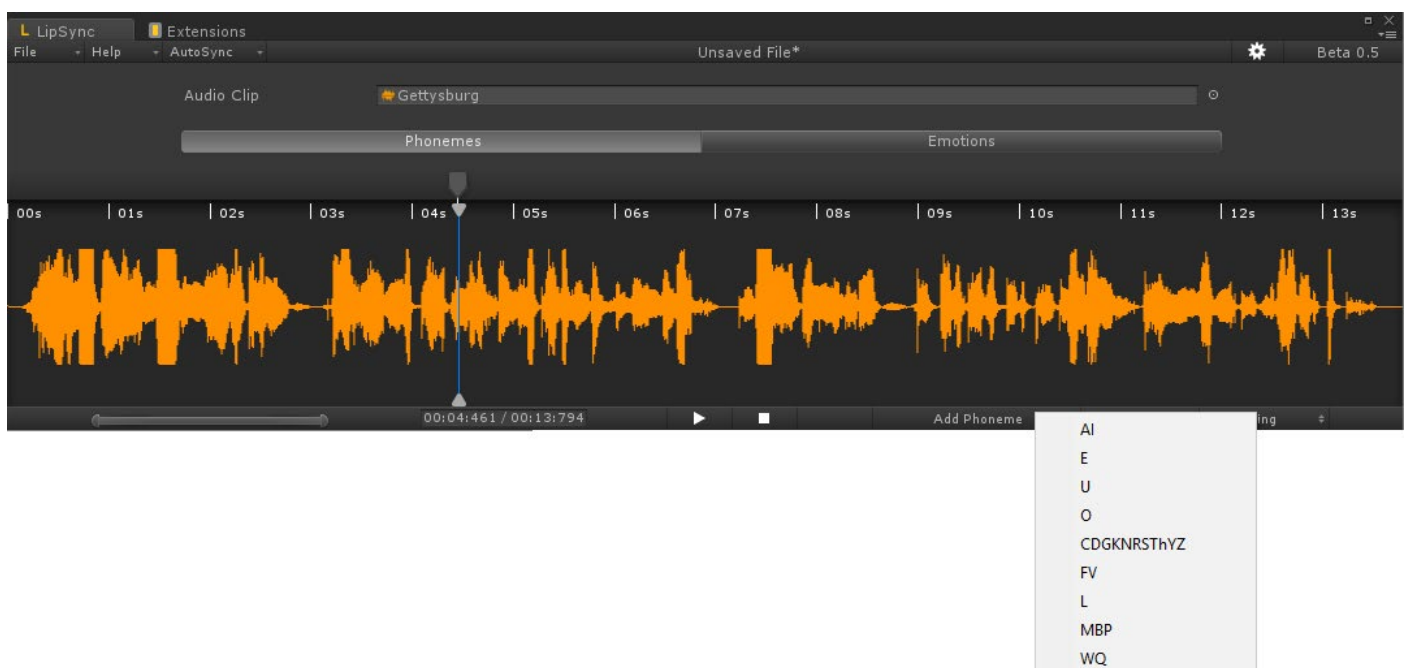 LipSync Extensions
File Help AutoSync Unsaved File* Beta 0.5
Audio Clip Gettysburg
Phonemes Emotions
00s 01s 02s 03s 04s 05s 06s 07s 08s 09s 10s 11s 12s 13s
00:04:461 / 00:13:794 Add Phoneme ing
AI
E
U
O
CDGKNRSThYZ
FV
L
MBP
WQ